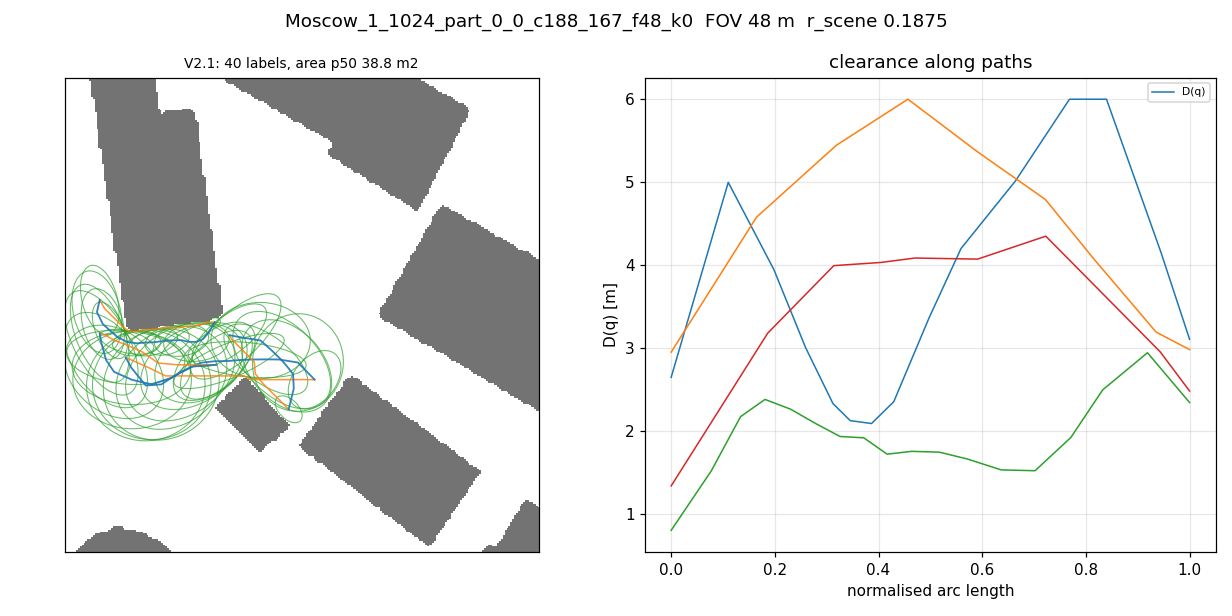 Moscow_1_1024_part_0_0_c188_167_f48_k0  FOV 48 m  r_scene 0.1875
V2.1: 40 labels, area p50 38.8 m2
clearance along paths
D(q)
D(q) [m]
6
5
4
3
2
1
0.0 0.2 0.4 0.6 0.8 1.0
normalised arc length